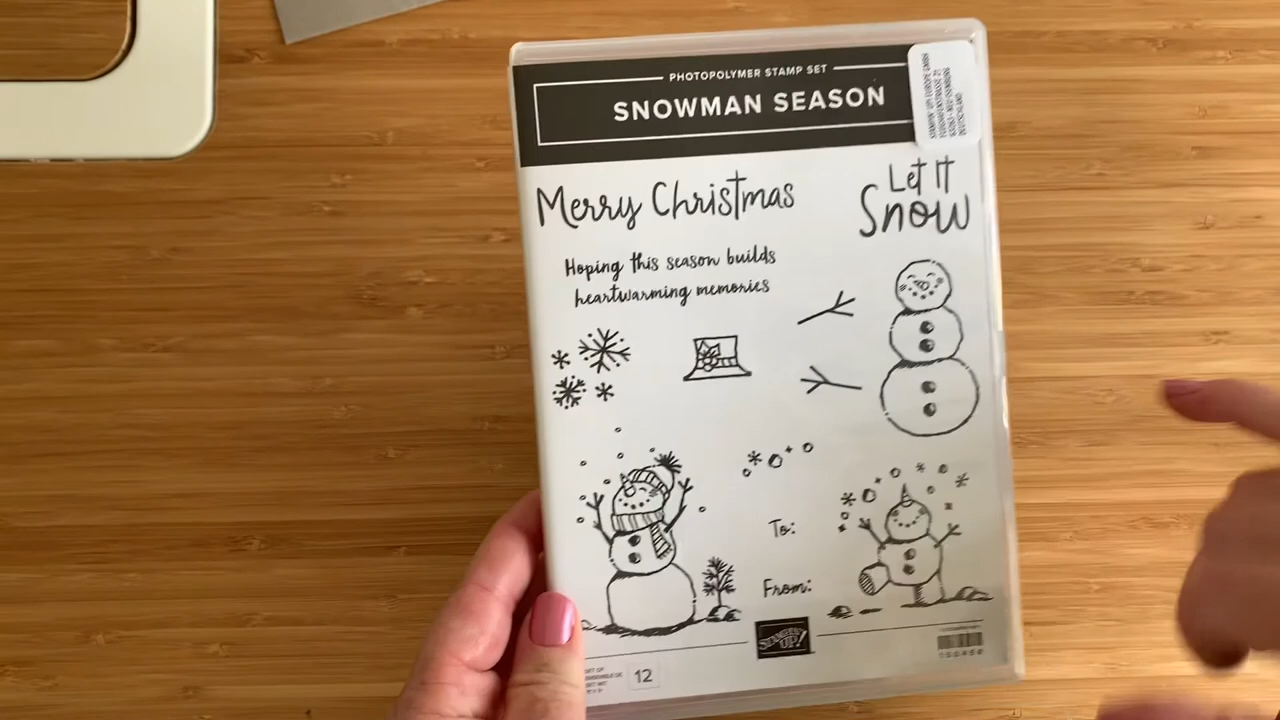 PHOTOPOLYMER STAMP SET
SNOWMAN SEASON
Merry Christmas
Let It
Snow
Hoping this season builds
heartwarming memories
To:
From:
STAMPIN' UP!
12